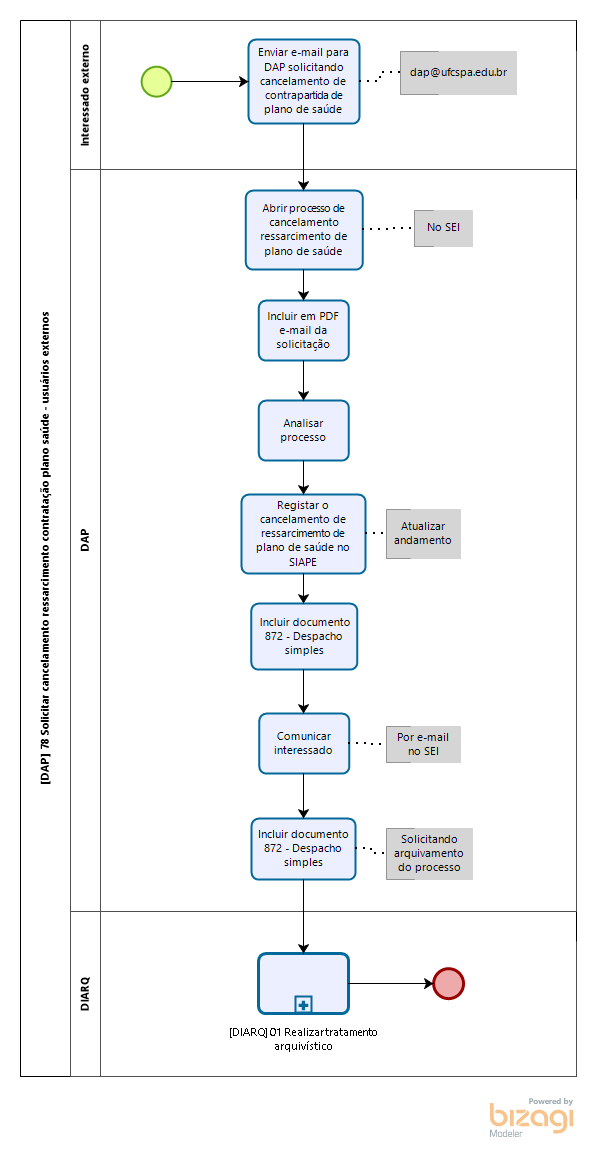 [DAP] 78 Solicitar cancelamento ressarcimento contratação plano saúde - usuários externos
Interessado externo
Enviar e-mail para
DAP solicitando
cancelamento de
contrapartida de
plano de saúde
dap@ufcspa.edu.br
DAP
Abrir processo de
cancelamento
ressarcimento de
plano de saúde
No SEI
Incluir em PDF
e-mail da
solicitação
Analisar
processo
Registar o
cancelamento de
ressarcimento de
plano de saúde no
SIAPE
Atualizar
andamento
Incluir documento
872 - Despacho
simples
Comunicar
interessado
Por e-mail
no SEI
Incluir documento
872 - Despacho
simples
Solicitando
arquivamento
do processo
DIARQ
[DIARQ] 01 Realizar tratamento
arquivístico
Powered by
bizagi
Modeler